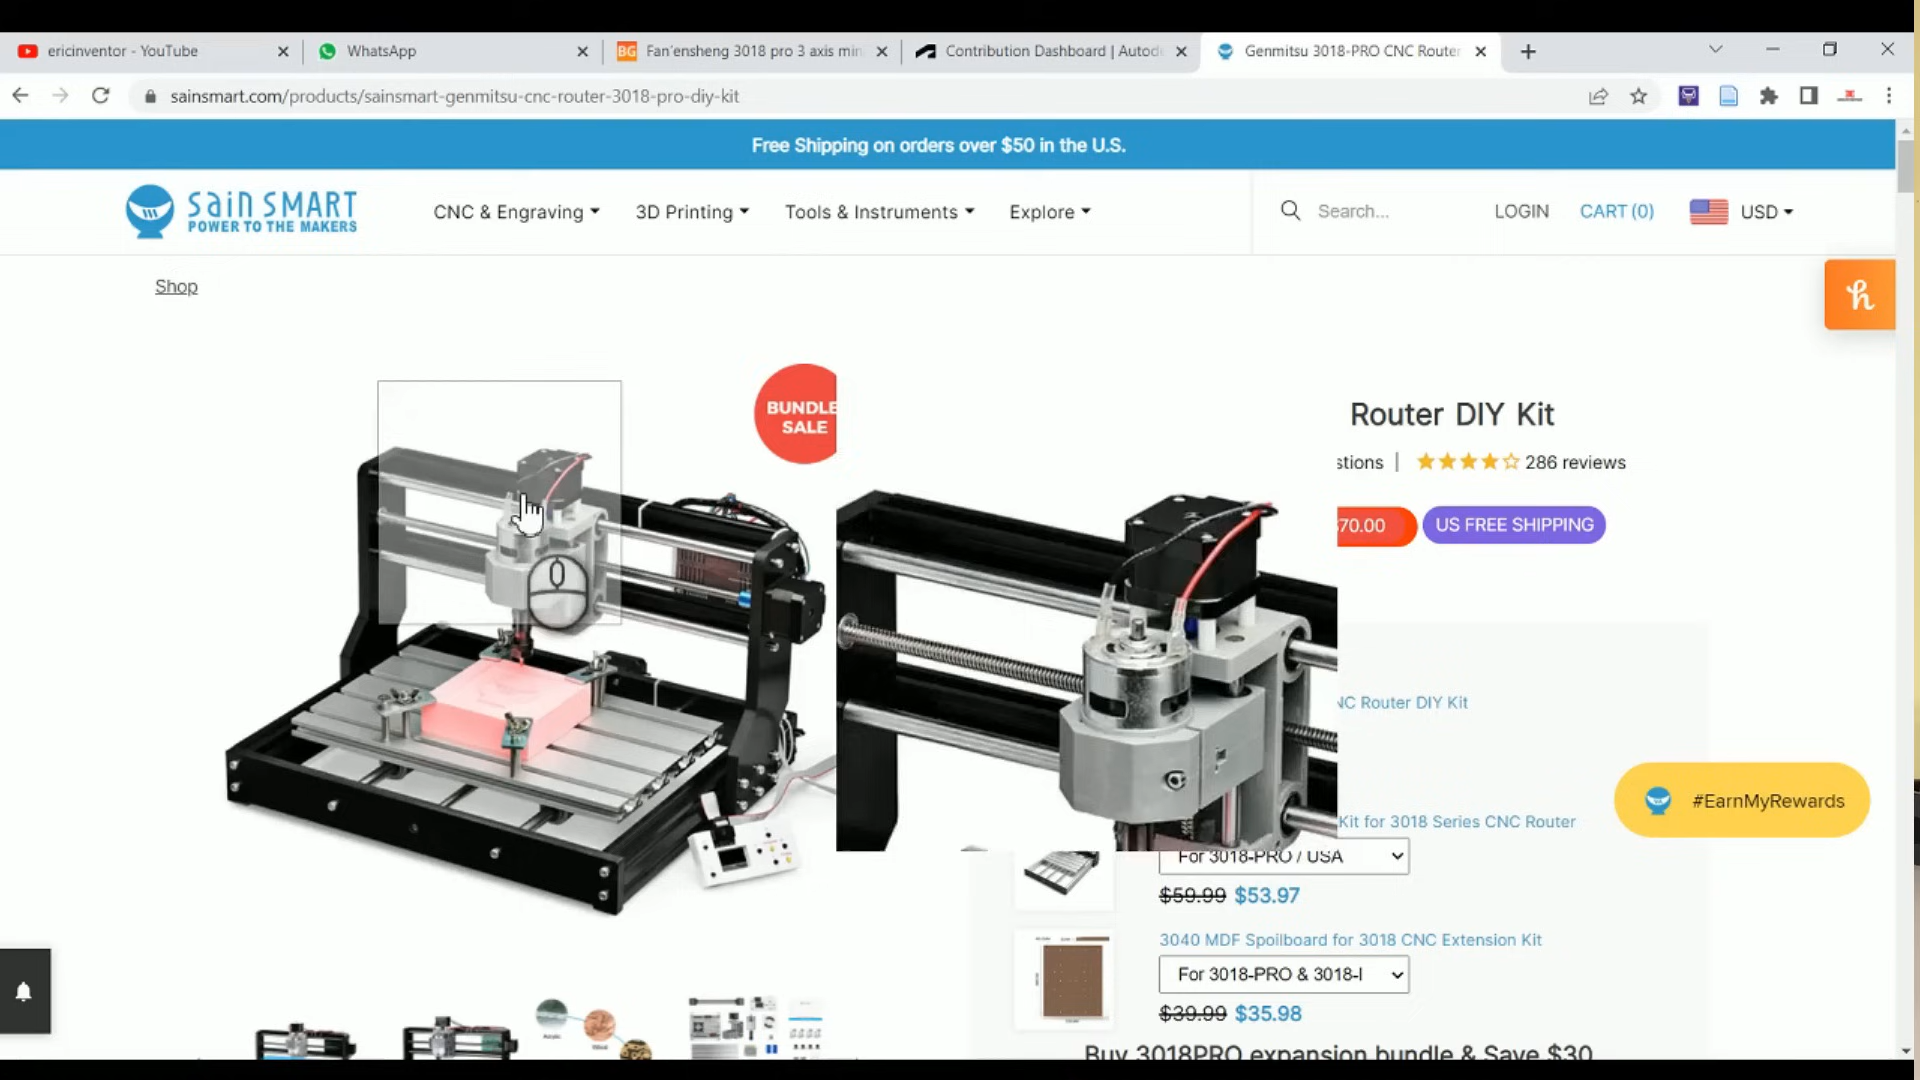 ericinventor - YouTube
WhatsApp
BG
Fan'ensheng 3018 pro 3 axis min
Contribution Dashboard | Autod
Genmitsu 3018-PRO CNC Router
sainsmart.com/products/sainsmart-genmitsu-cnc-router-3018-pro-diy-kit
Free Shipping on orders over $50 in the U.S.
SainSMART
POWER TO THE MAKERS
CNC & Engraving
3D Printing
Tools & Instruments
Explore
Search...
LOGIN
CART (0)
USD
Shop
h
BUNDLE
SALE
Router DIY Kit
stions | 286 reviews
70.00
US FREE SHIPPING
NC Router DIY Kit
Kit for 3018 Series CNC Router
For 3018-PRO / USA
$59.99 $53.97
3040 MDF Spoilboard for 3018 CNC Extension Kit
For 3018-PRO & 3018-I
$39.99 $35.98
#EarnMyRewards
Buy 3018PRO expansion bundle & Save $30